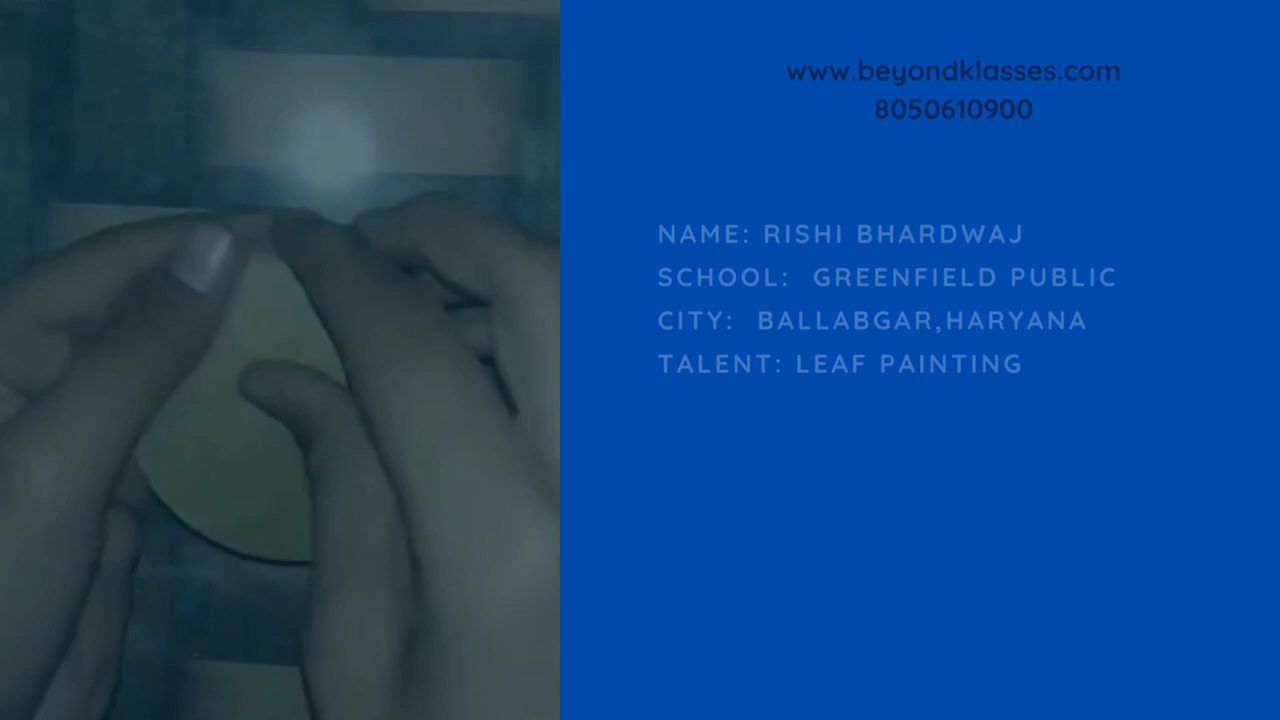 www.beyondklasses.com
8050610900
NAME: RISHI BHARDWAJ
SCHOOL: GREENFIELD PUBLIC
CITY: BALLABGAR,HARYANA
TALENT: LEAF PAINTING